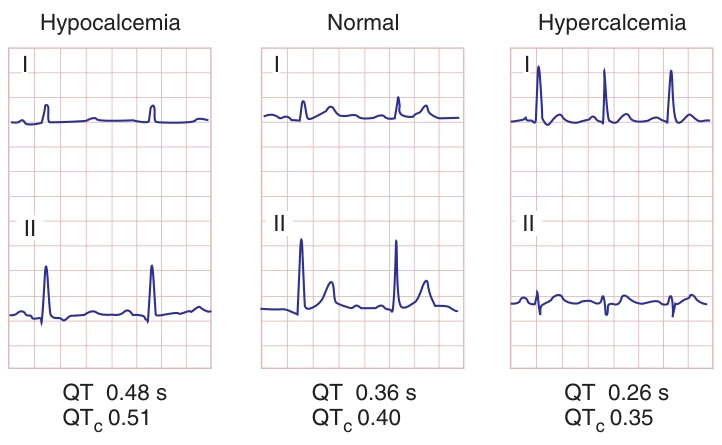 Hypocalcemia
I
II
QT 0.48 s
QTc 0.51
Normal
I
II
QT 0.36 s
QTc 0.40
Hypercalcemia
I
II
QT 0.26 s
QTc 0.35